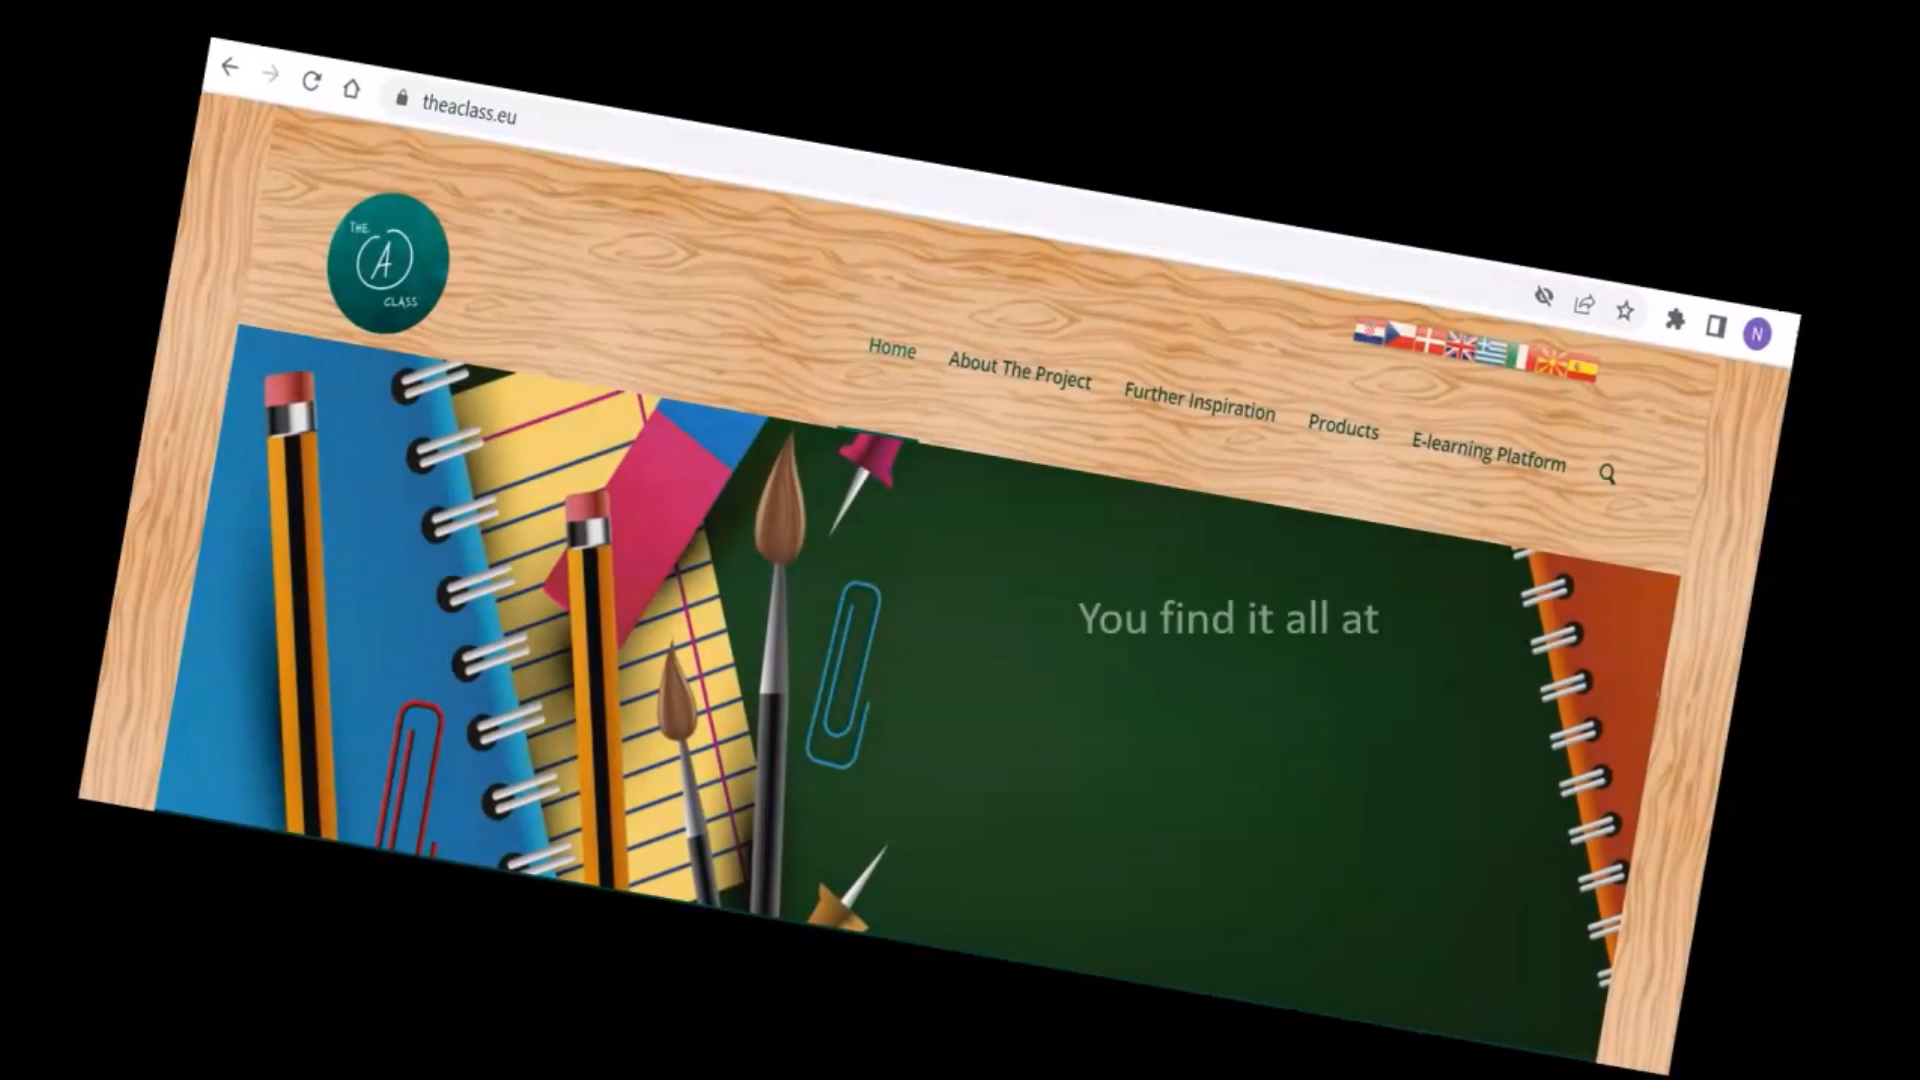 theaclass.eu
THE
A
CLASS
N
Home About The Project Further Inspiration Products E-learning Platform
You find it all at